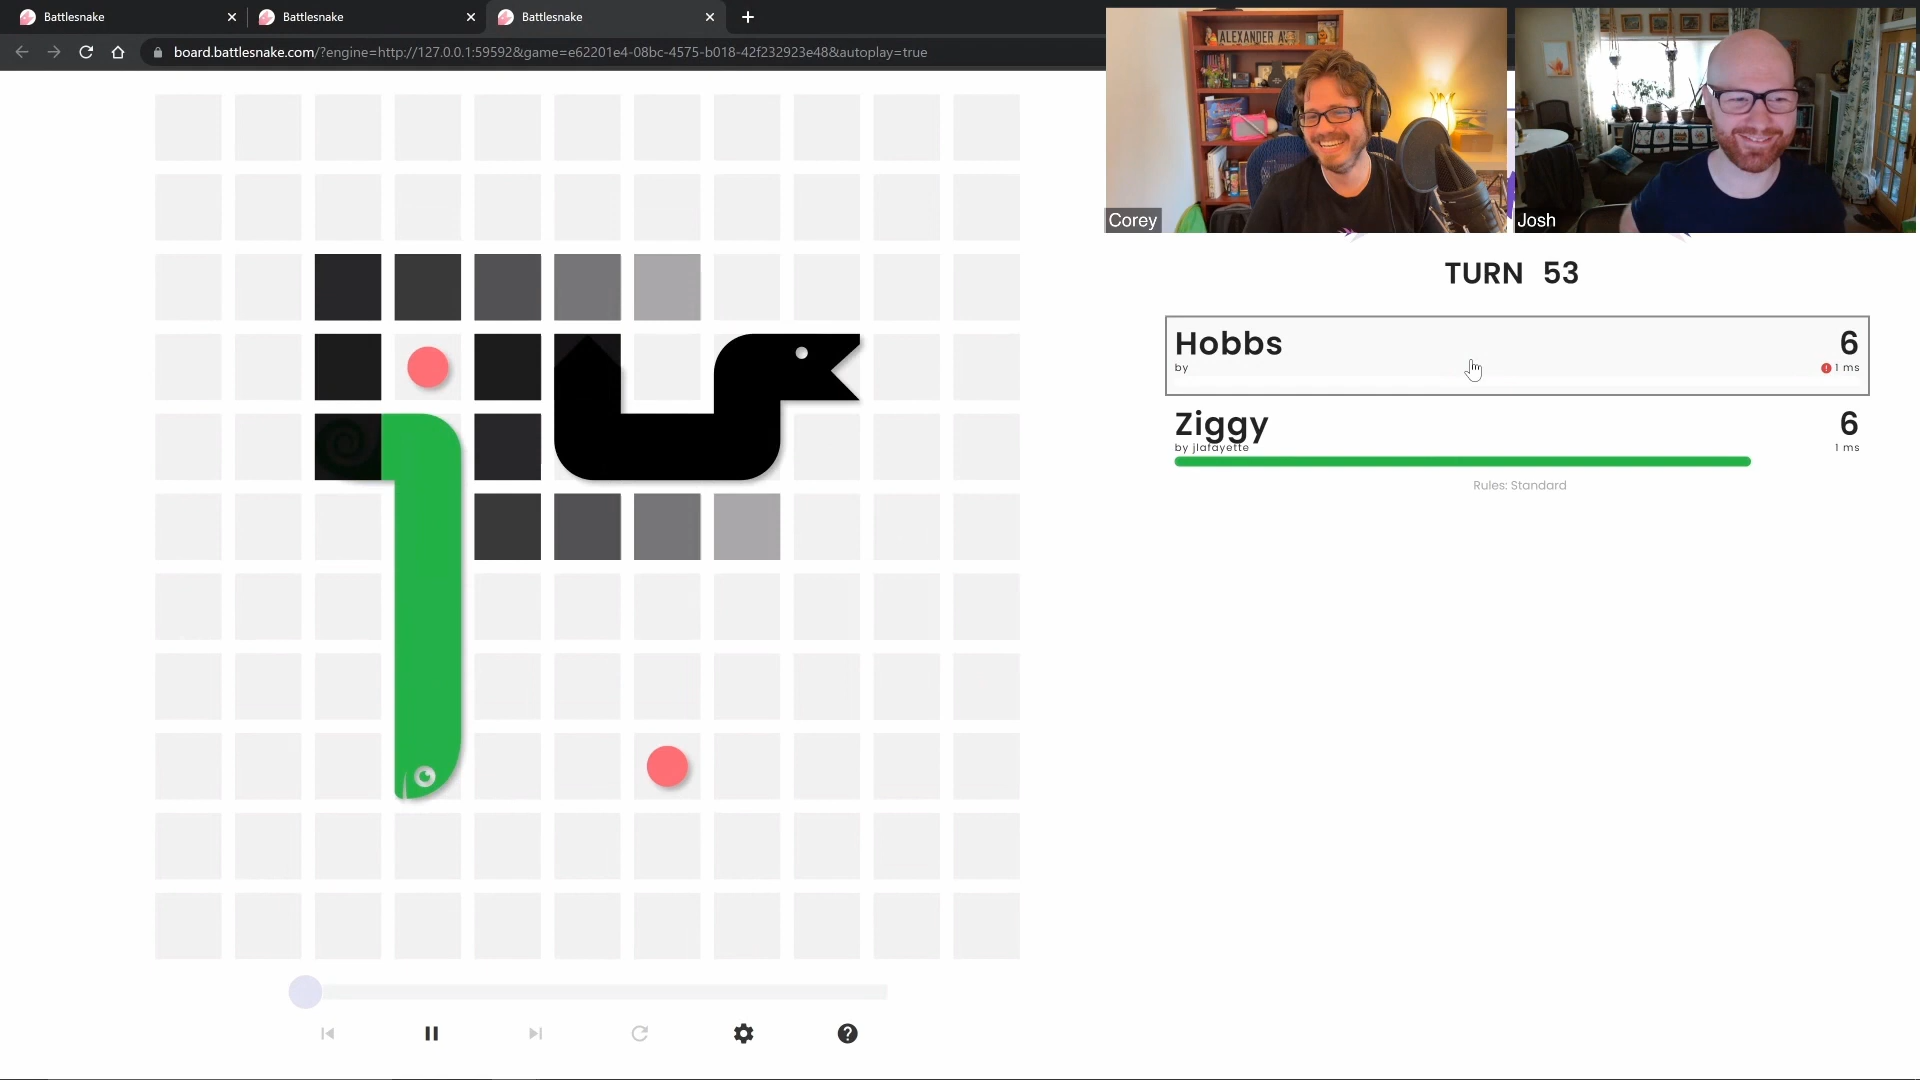 Battlesnake
Battlesnake
Battlesnake
board.battlesnake.com/?engine=http://127.0.0.1:59592&game=e62201e4-08bc-4575-b018-42f232923e48&autoplay=true
ALEXANDER A
Corey
Josh
TURN 53
Hobbs
6
by
1 ms
Ziggy
6
by jlafayette
1 ms
Rules: Standard